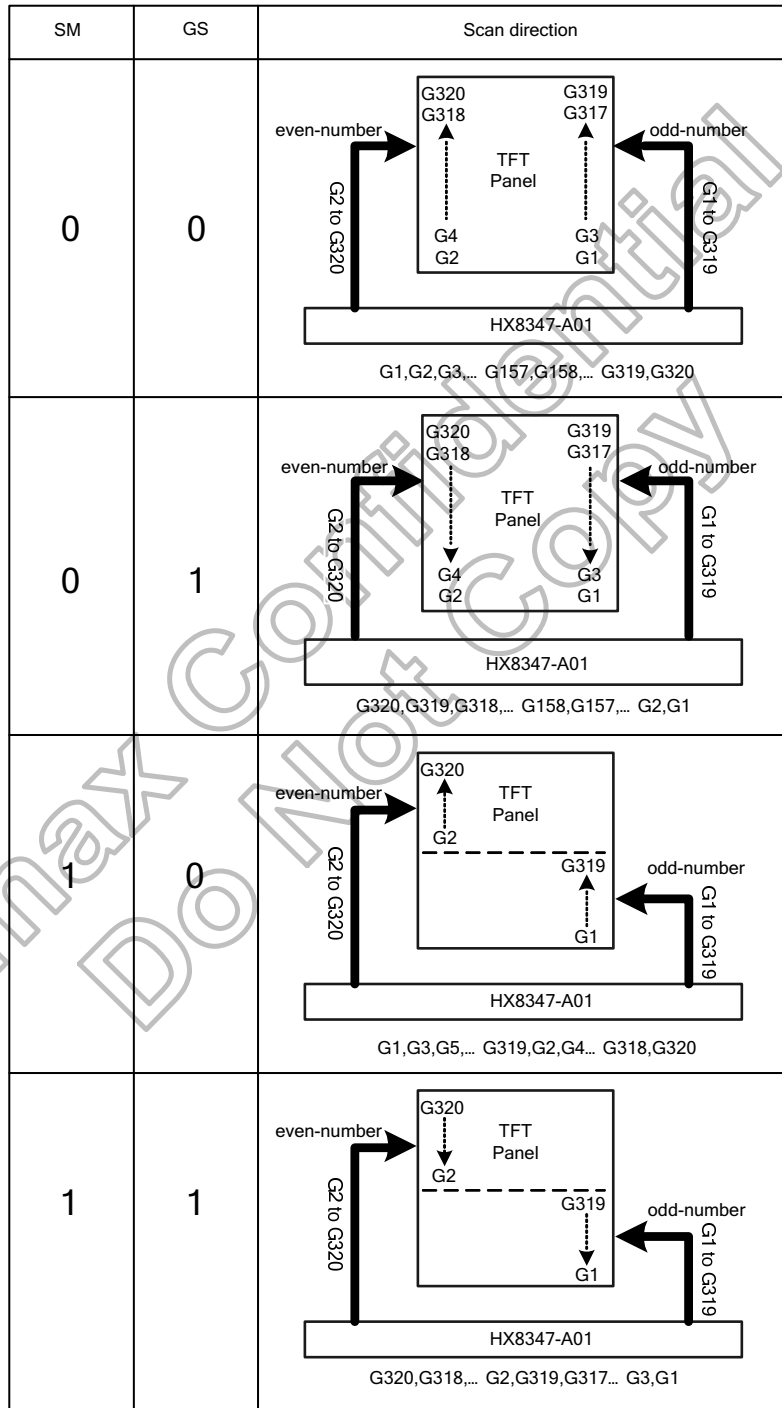 SM GS Scan direction
0 0
G320 G319
G318 G317
even-number odd-number
TFT
Panel
G2 to G320
G1 to G319
G4 G3
G2 G1
HX8347-A01
G1,G2,G3,... G157,G158,... G319,G320
0 1
G320 G319
G318 G317
even-number odd-number
TFT
Panel
G2 to G320
G1 to G319
G4 G3
G2 G1
HX8347-A01
G320,G319,G318,... G158,G157,... G2,G1
1 0
G320
even-number
TFT
Panel
G2
G319
odd-number
G2 to G320
G1 to G319
G1
HX8347-A01
G1,G3,G5,... G319,G2,G4... G318,G320
1 1
G320
even-number
TFT
Panel
G2
G319
odd-number
G2 to G320
G1 to G319
G1
HX8347-A01
G320,G318,... G2,G319,G317... G3,G1
Confidential
Do Not Copy